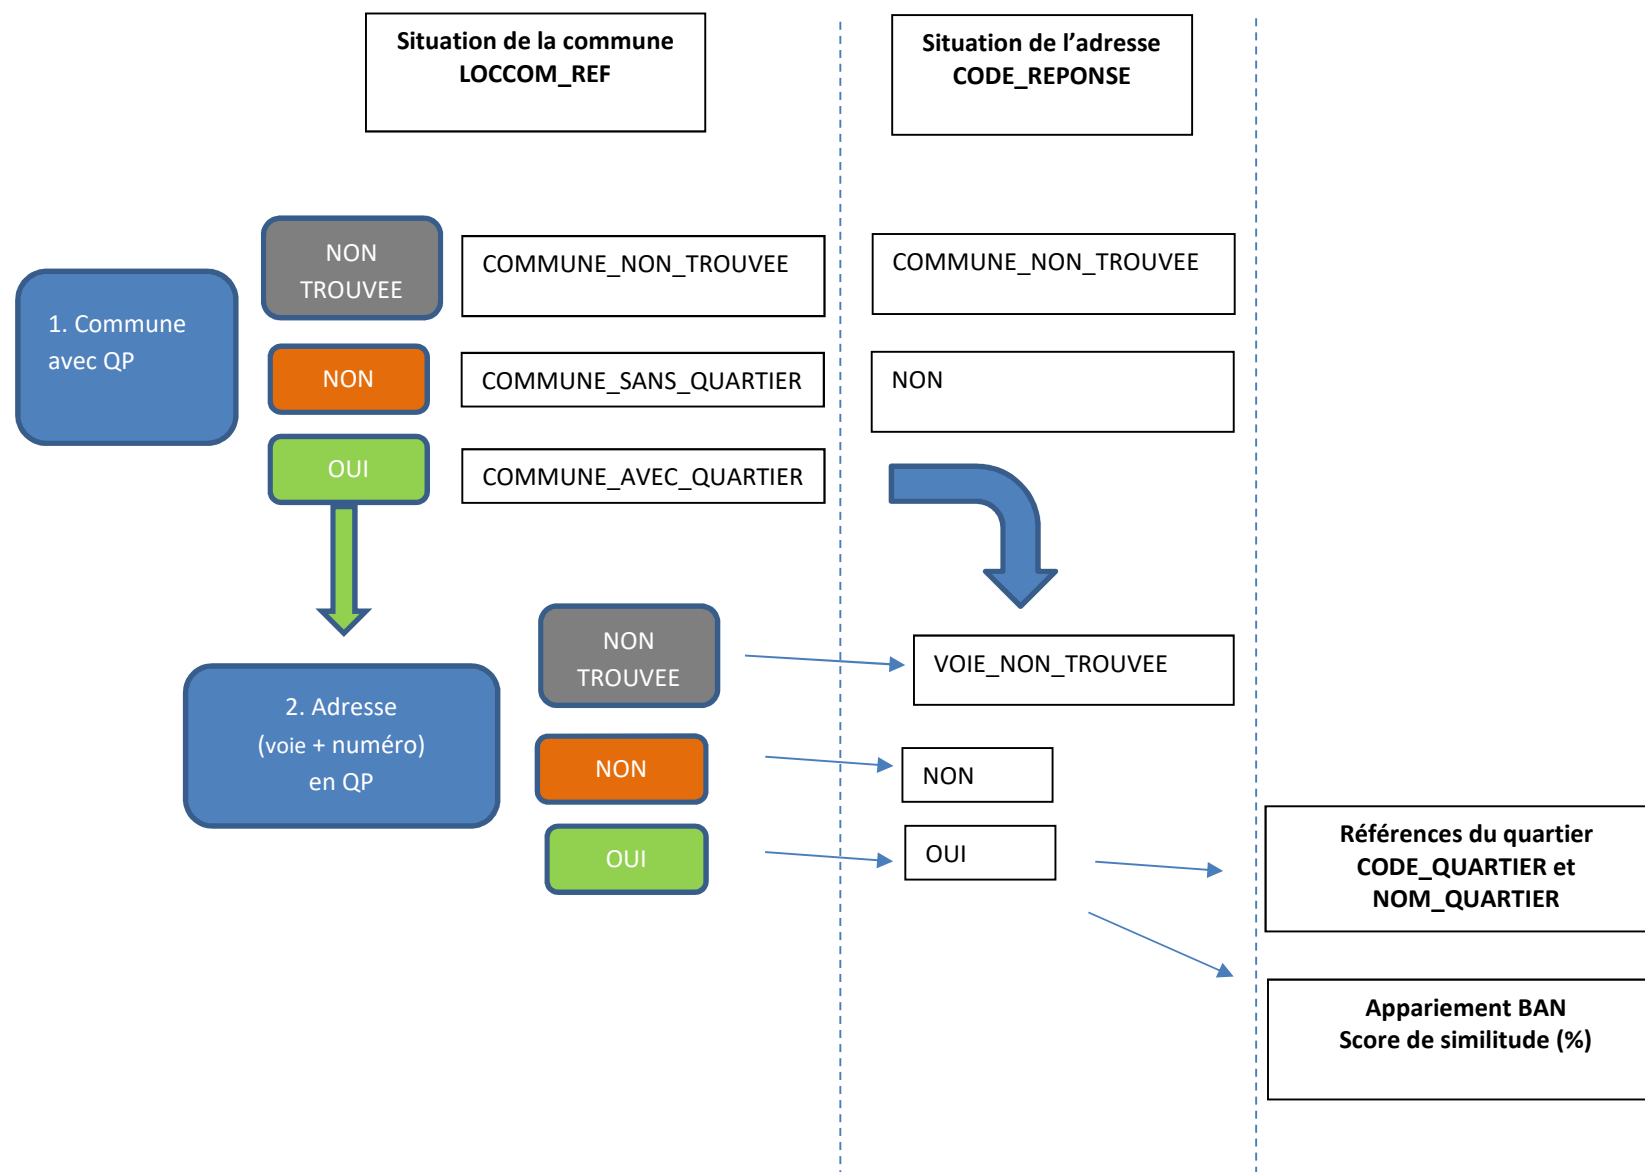 Situation de la commune
LOCCOM_REF
Situation de l’adresse
CODE_REPONSE
1. Commune
avec QP
NON
TROUVEE
COMMUNE_NON_TROUVEE
COMMUNE_NON_TROUVEE
NON
COMMUNE_SANS_QUARTIER
NON
OUI
COMMUNE_AVEC_QUARTIER
2. Adresse
(voie + numéro)
en QP
NON
TROUVEE
VOIE_NON_TROUVEE
NON
NON
OUI
OUI
Références du quartier
CODE_QUARTIER et
NOM_QUARTIER
Appariement BAN
Score de similitude (%)